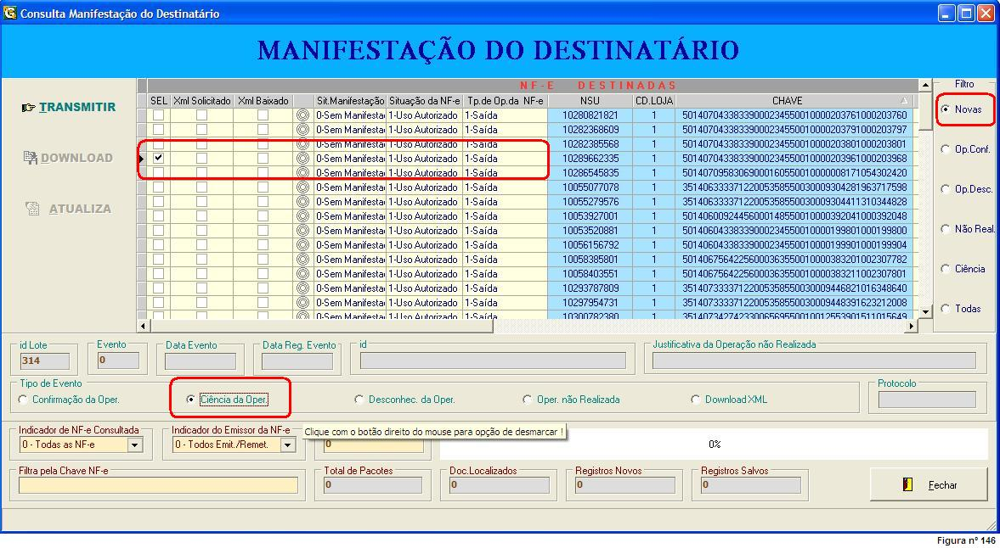 Consulta Manifestação do Destinatário
MANIFESTAÇÃO DO DESTINATÁRIO
TRANSMITIR
DOWNLOAD
ATUALIZA
NF-E DESTINADAS
SEL Xml Solicitado Xml Baixado Sit.Manifestação Situação da NF-e Tp.de Op.da NF-e NSU CD.LOJA CHAVE
0-Sem Manifesta 1-Uso Autorizado 1-Saída 10280821821 1 50140704338339000234550010000203761000203760
0-Sem Manifesta 1-Uso Autorizado 1-Saída 10282368609 1 50140704338339000234550010000203791000203797
0-Sem Manifesta 1-Uso Autorizado 1-Saída 10282385568 1 50140704338339000234550010000203801000203801
0-Sem Manifesta 1-Uso Autorizado 1-Saída 10289662335 1 50140704338339000234550010000203961000203968
0-Sem Manifesta 1-Uso Autorizado 1-Saída 10286545835 1 50140709583069000160550010000008171054302420
0-Sem Manifesta 1-Uso Autorizado 1-Saída 10055077078 1 35140633337122005358550030009304281963717598
0-Sem Manifesta 1-Uso Autorizado 1-Saída 10055279576 1 35140633337122005358550030009304411310344828
0-Sem Manifesta 1-Uso Autorizado 1-Saída 10053927001 1 50140600924456000148550010000392041000392048
0-Sem Manifesta 1-Uso Autorizado 1-Saída 10053520881 1 50140604338339000234550010000199801000199800
0-Sem Manifesta 1-Uso Autorizado 1-Saída 10056156792 1 50140604338339000234550010000199901000199904
0-Sem Manifesta 1-Uso Autorizado 1-Saída 10058385801 1 50140675642256000363550010000383201002307782
0-Sem Manifesta 1-Uso Autorizado 1-Saída 10058403551 1 50140675642256000363550010000383211002307801
0-Sem Manifesta 1-Uso Autorizado 1-Saída 10293787809 1 35140733337122005358550030009446821016348640
0-Sem Manifesta 1-Uso Autorizado 1-Saída 10297954731 1 35140733337122005358550030009448391623212008
0-Sem Manifesta 1-Uso Autorizado 1-Saída 10300782380 1 35140734274233006569550010012553901511015649
Filtro
Novas
Op.Conf.
Op.Desc.
Não Real.
Ciência
Todas
id Lote Evento Data Evento Data Reg. Evento id Justificativa da Operação não Realizada
314 0
Tipo de Evento Protocolo
Confirmação da Oper. Ciência da Oper. Desconhec. da Oper. Oper. não Realizada Download XML
Indicador de NF-e Consultada Indicador do Emissor da NF-e Clique com o botão direito do mouse para opção de desmarcar !
0 - Todas as NF-e 0 - Todos Emit./Remet. 0 0%
Filtra pela Chave NF-e Total de Pacotes Doc.Localizados Registros Novos Registros Salvos
0 0 0 0 Fechar
Figura nº 146